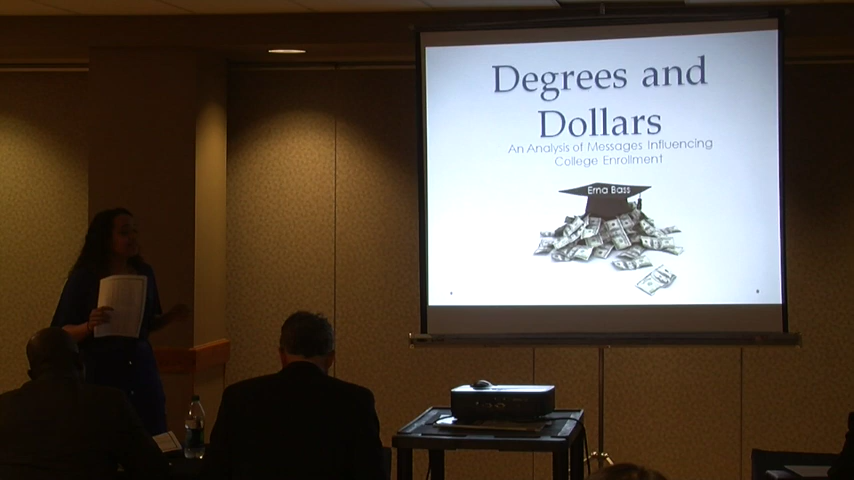 Degrees and
Dollars
An Analysis of Messages Influencing
College Enrollment
Erna Bass